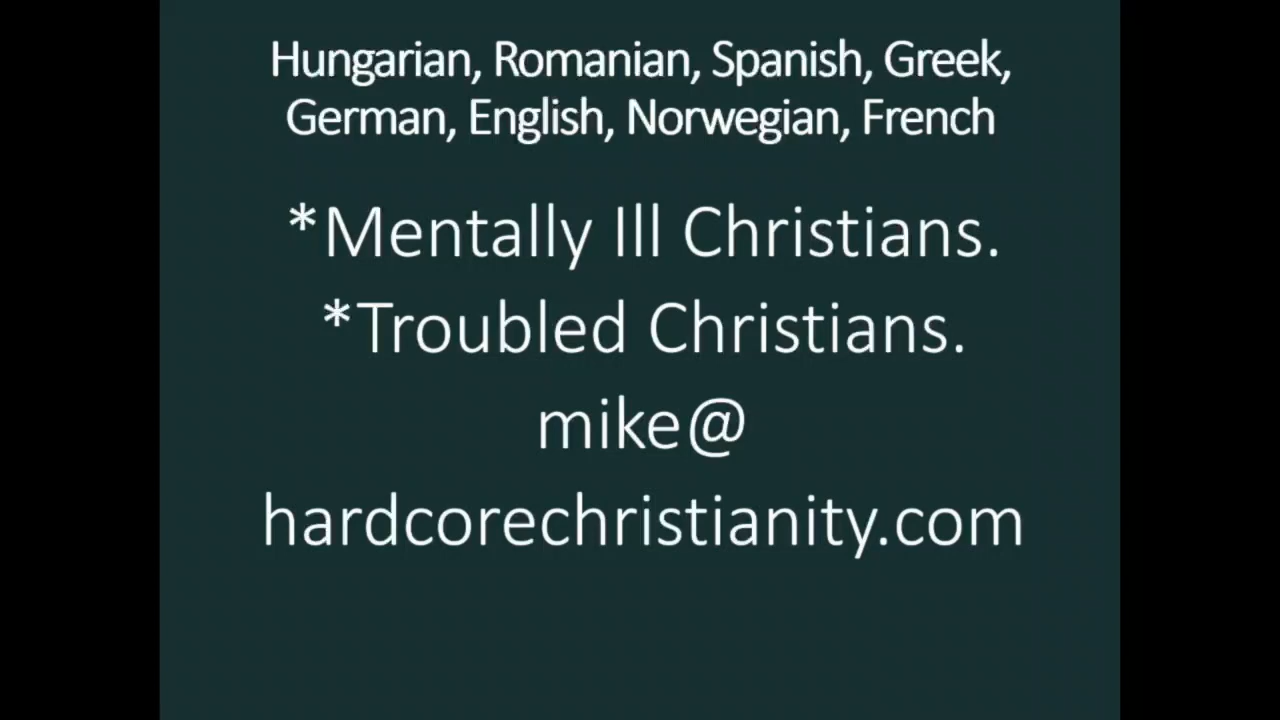 Hungarian, Romanian, Spanish, Greek,
German, English, Norwegian, French
*Mentally Ill Christians.
*Troubled Christians.
mike@
hardcorechristianity.com